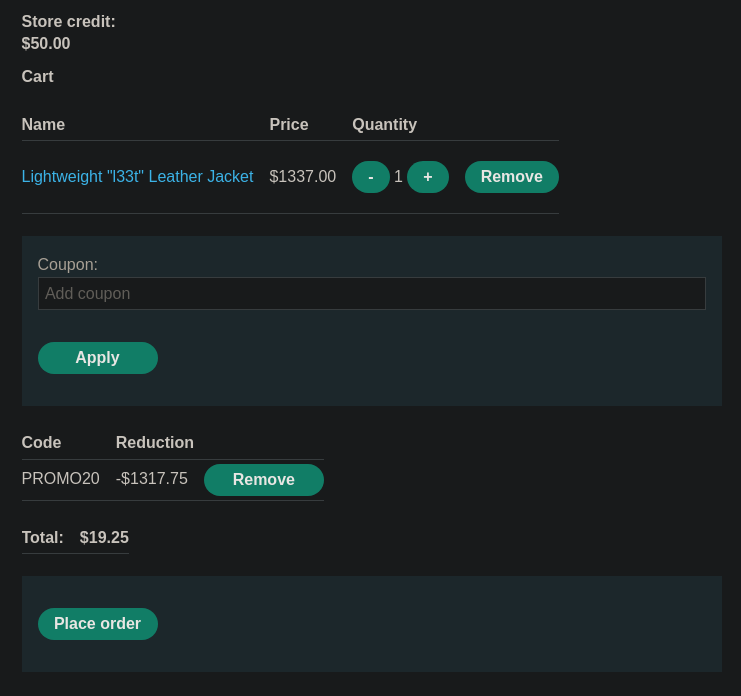 Store credit:
$50.00
Cart
Name Price Quantity
Lightweight "l33t" Leather Jacket $1337.00 - 1 + Remove
Coupon:
Add coupon
Apply
Code Reduction
PROMO20 -$1317.75 Remove
Total: $19.25
Place order